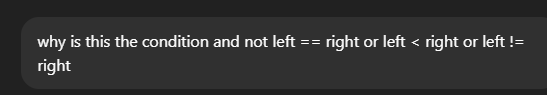 why is this the condition and not left == right or left < right or left !=
right